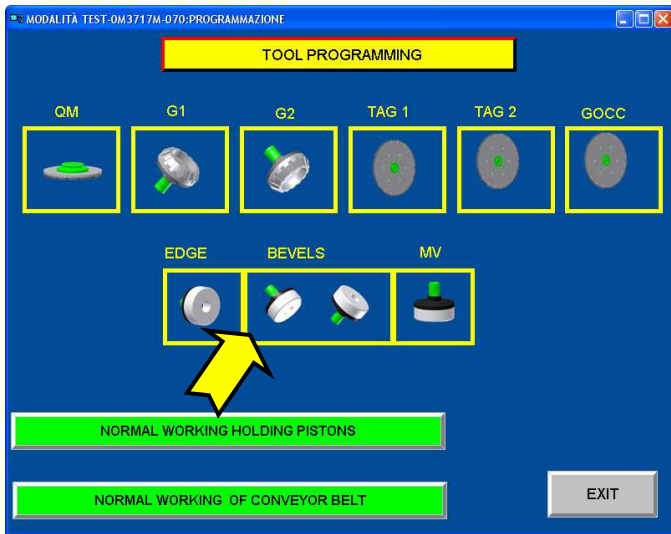 MODALITÀ TEST-0M3717M-070:PROGRAMMAZIONE
TOOL PROGRAMMING
QM G1 G2 TAG 1 TAG 2 GOCC
EDGE BEVELS MV
NORMAL WORKING HOLDING PISTONS
NORMAL WORKING OF CONVEYOR BELT
EXIT